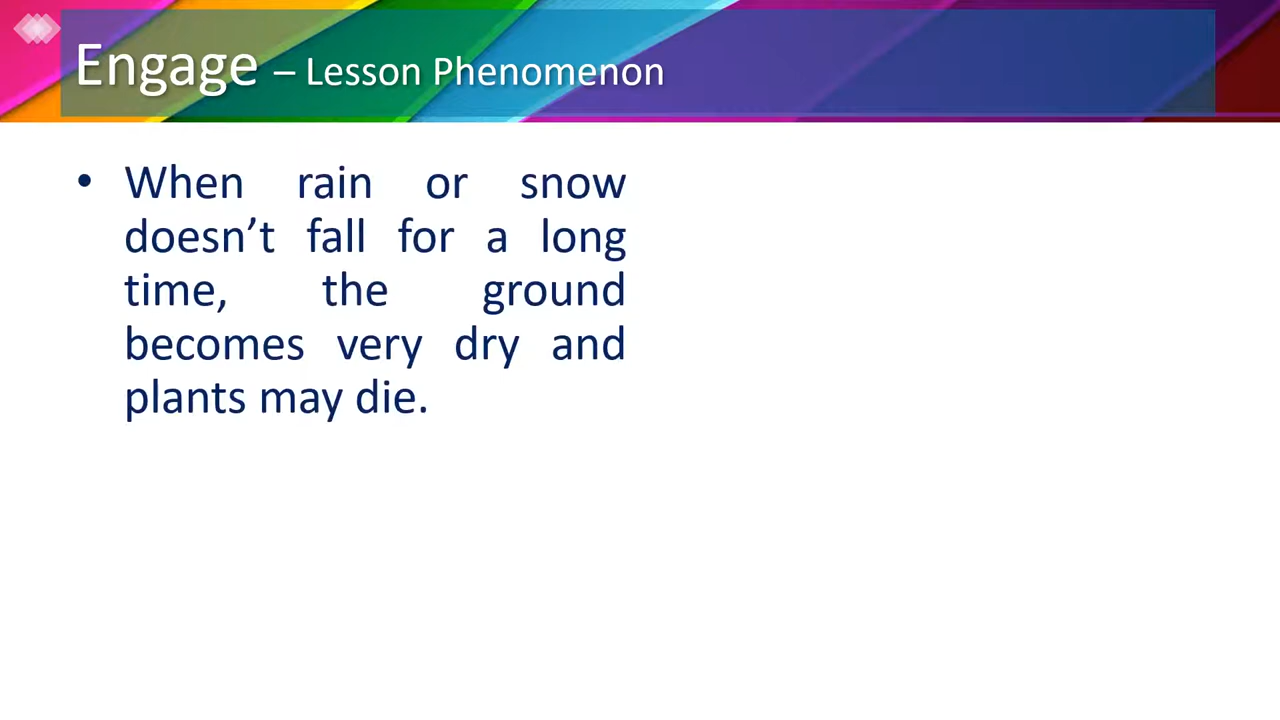 Engage – Lesson Phenomenon
• When rain or snow
doesn’t fall for a long
time, the ground
becomes very dry and
plants may die.